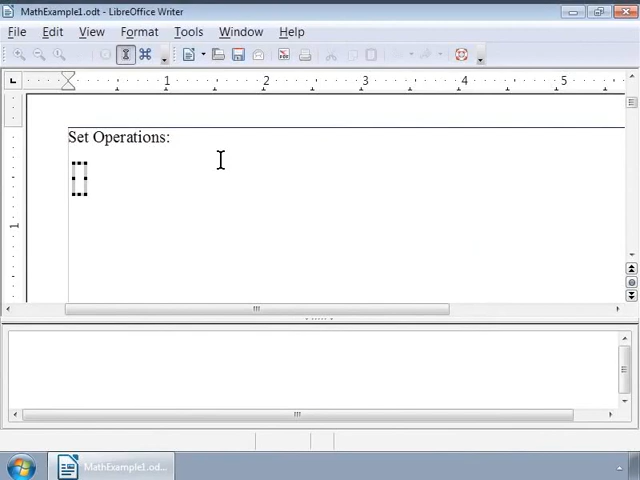 MathExample1.odt - LibreOffice Writer
File Edit View Format Tools Window Help
1 2 3 4 5
Set Operations:
1
MathExample1.od...